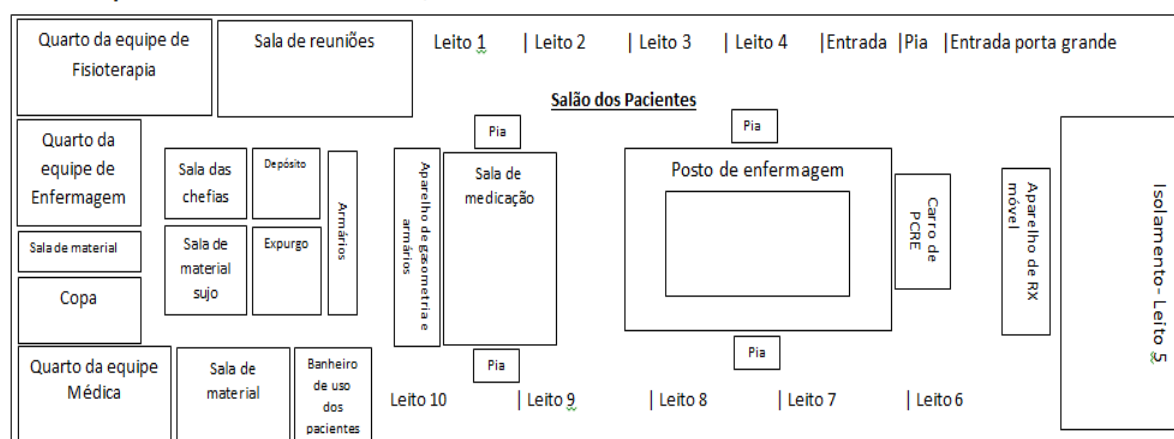 Quarto da equipe de
Fisioterapia
Sala de reuniões
Leito 1 | Leito 2 | Leito 3 | Leito 4 |Entrada |Pia |Entrada porta grande
Salão dos Pacientes
Quarto da
equipe de
Enfermagem
Sala das
chefias
Depósito
Armários
Aparelho de gasometria e
armários
Pia
Sala de
medicação
Pia
Posto de enfermagem
Carro de
PCRE
Aparelho de RX
móvel
Isolamento- Leito 5
Sala de material
Sala de
material
sujo
Expurgo
Copa
Pia
Pia
Quarto da equipe
Médica
Sala de
material
Banheiro
de uso
dos
pacientes
Leito 10 | Leito 9 | Leito 8 | Leito 7 | Leito 6